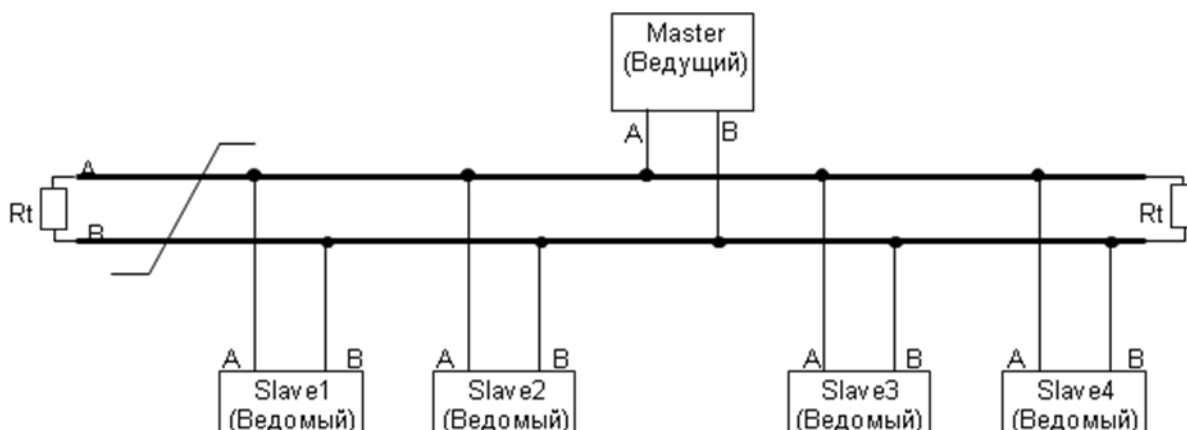 Master
(Ведущий)
A B
A
Rt Rt
B
A B A B A B A B
Slave1 Slave2 Slave3 Slave4
(Ведомый) (Ведомый) (Ведомый) (Ведомый)